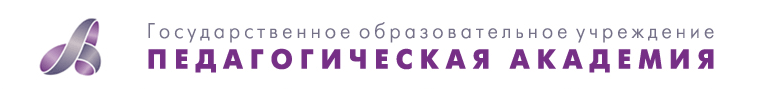 Государственное образовательное учреждение
ПЕДАГОГИЧЕСКАЯ АКАДЕМИЯ